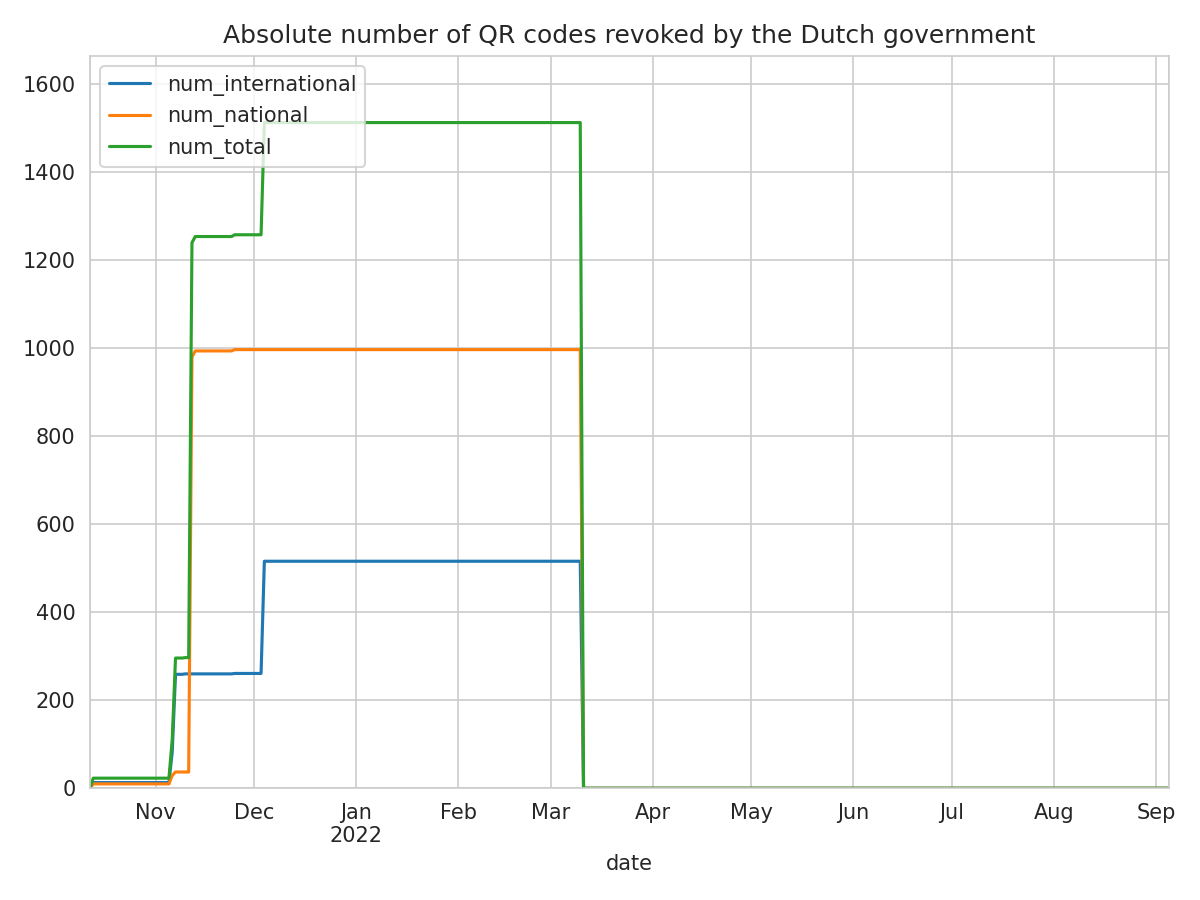 Absolute number of QR codes revoked by the Dutch government
num_international
num_national
num_total
1600
1400
1200
1000
800
600
400
200
0
Nov Dec Jan Feb Mar Apr May Jun Jul Aug Sep
2022
date